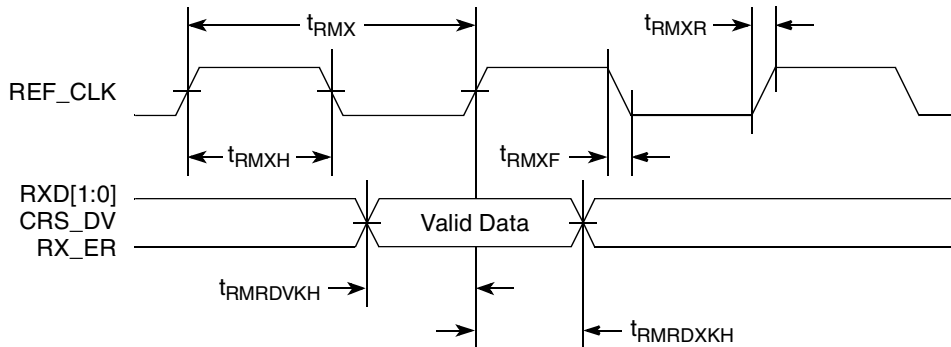 tRMX
tRMXR
REF_CLK
tRMXH
tRMXF
RXD[1:0]
CRS_DV
RX_ER
Valid Data
tRMRDVKH
tRMRDXKH